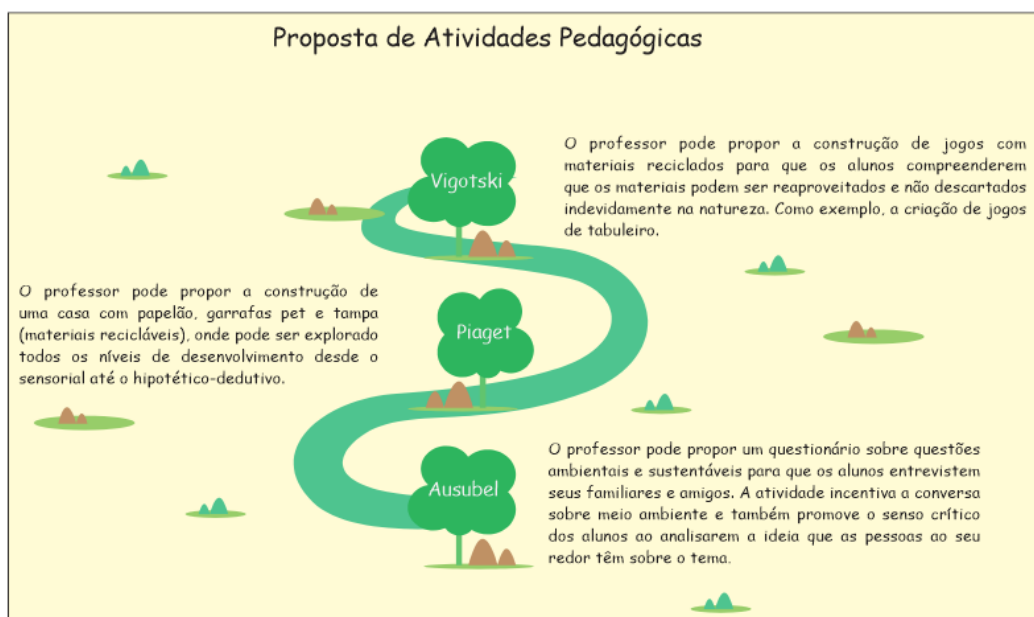 Proposta de Atividades Pedagógicas
Vigotski
O professor pode propor a construção de jogos com
materiais reciclados para que os alunos compreenderem
que os materiais podem ser reaproveitados e não descartados
indevidamente na natureza. Como exemplo, a criação de jogos
de tabuleiro.
O professor pode propor a construção de
uma casa com papelão, garrafas pet e tampa
(materiais recicláveis), onde pode ser explorado
todos os níveis de desenvolvimento desde o
sensorial até o hipotético-dedutivo.
Piaget
Ausubel
O professor pode propor um questionário sobre questões
ambientais e sustentáveis para que os alunos entrevistem
seus familiares e amigos. A atividade incentiva a conversa
sobre meio ambiente e também promove o senso crítico
dos alunos ao analisarem a ideia que as pessoas ao seu
redor têm sobre o tema.